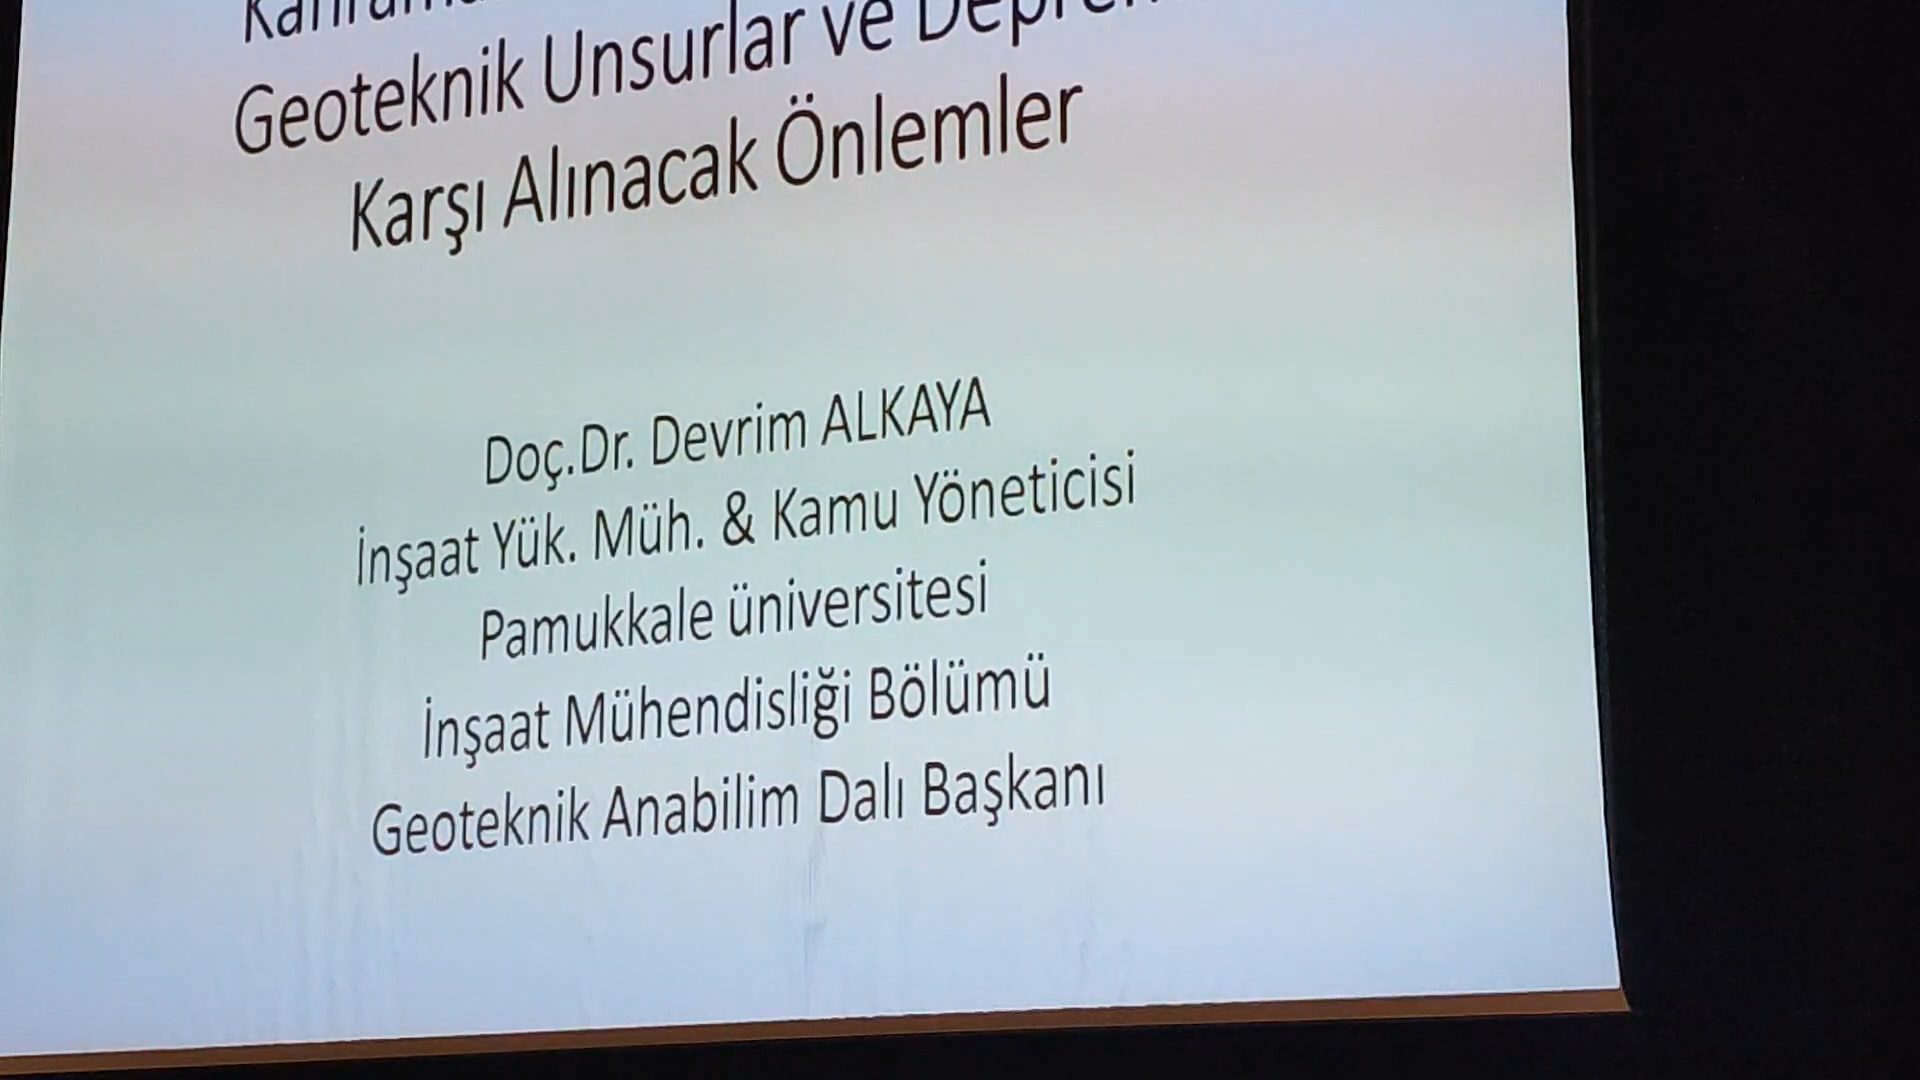 Geoteknik Unsurlar ve
Karşı Alınacak Önlemler
Doç.Dr. Devrim ALKAYA
İnşaat Yük. Müh. & Kamu Yöneticisi
Pamukkale üniversitesi
İnşaat Mühendisliği Bölümü
Geoteknik Anabilim Dalı Başkanı